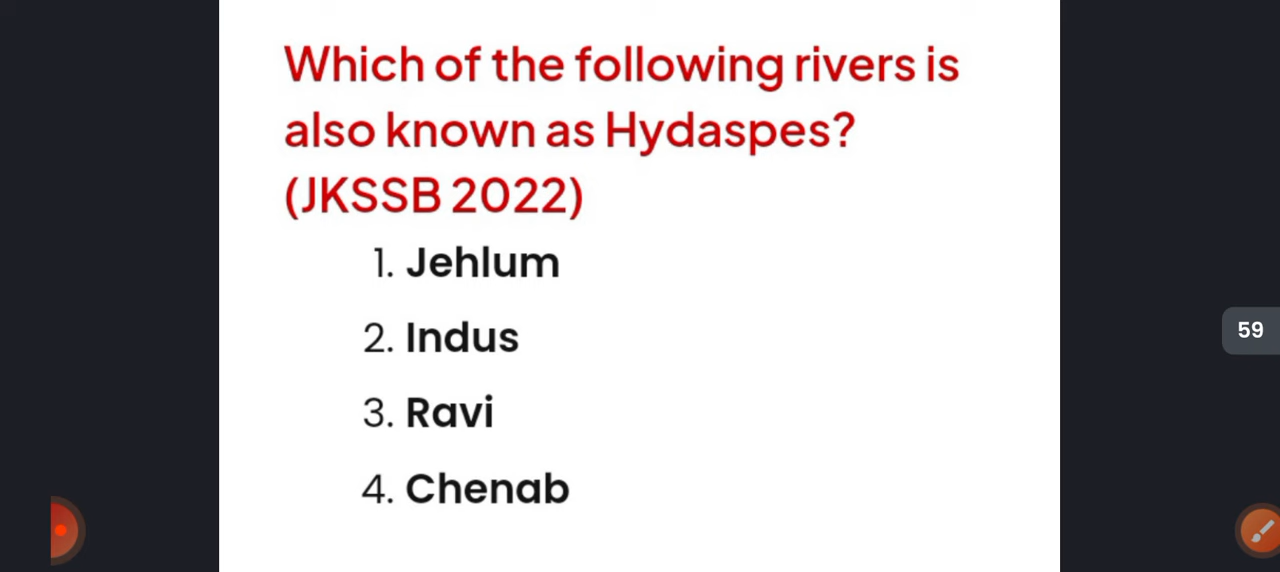 Which of the following rivers is
also known as Hydaspes?
(JKSSB 2022)
1. Jehlum
2. Indus
59
3. Ravi
4. Chenab